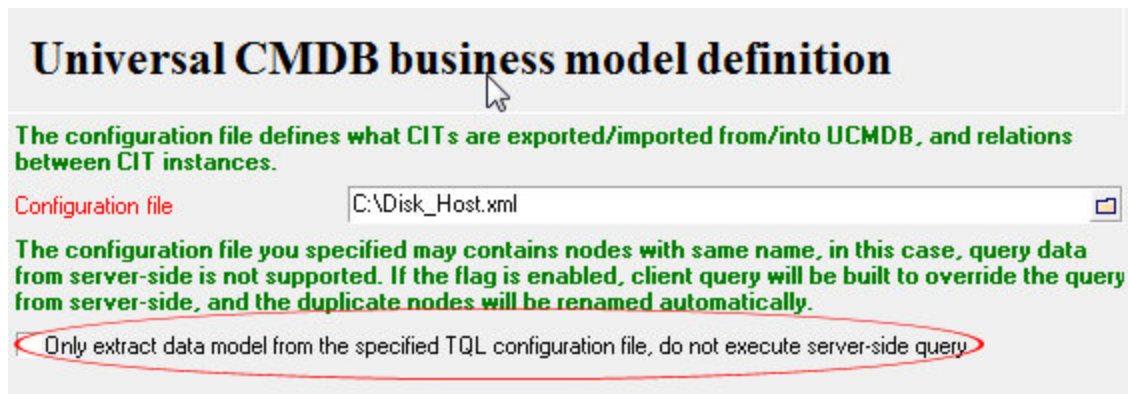 Universal CMDB business model definition
The configuration file defines what CITs are exported/imported from/into UCMDB, and relations
between CIT instances.
Configuration file C:\Disk_Host.xml
The configuration file you specified may contains nodes with same name, in this case, query data
from server-side is not supported. If the flag is enabled, client query will be built to override the query
from server-side, and the duplicate nodes will be renamed automatically.
Only extract data model from the specified TQL configuration file, do not execute server-side query